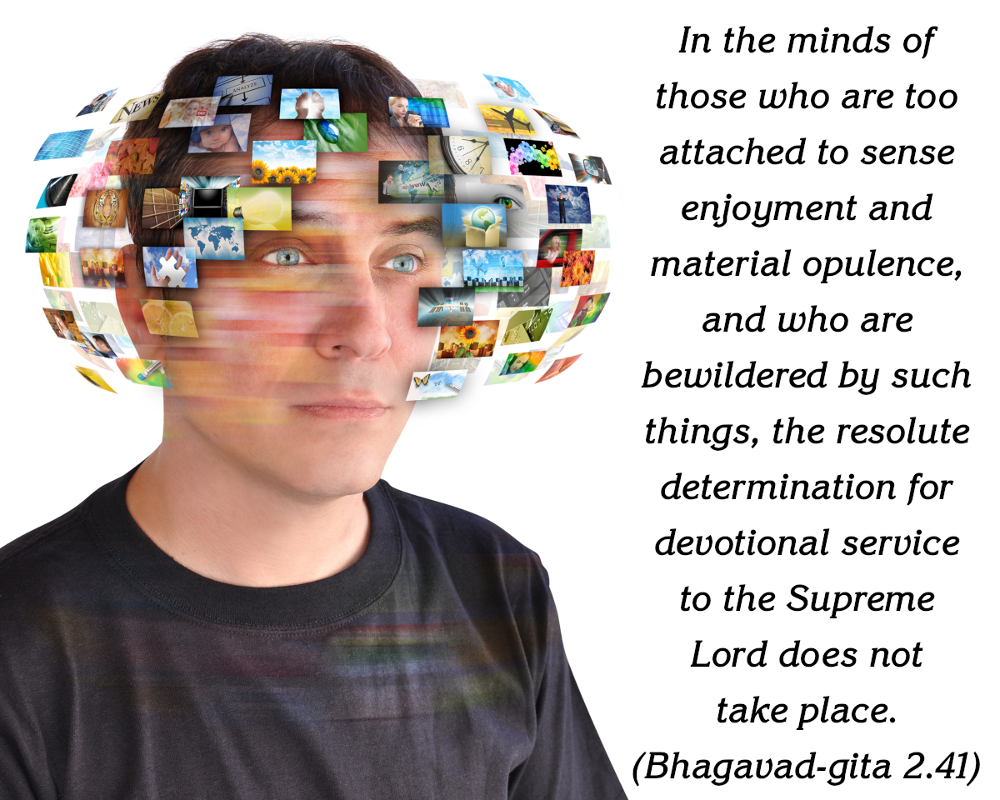 In the minds of
those who are too
attached to sense
enjoyment and
material opulence,
and who are
bewildered by such
things, the resolute
determination for
devotional service
to the Supreme
Lord does not
take place.
(Bhagavad-gita 2.41)
NEWS
ANALYZE
SALE
WWW